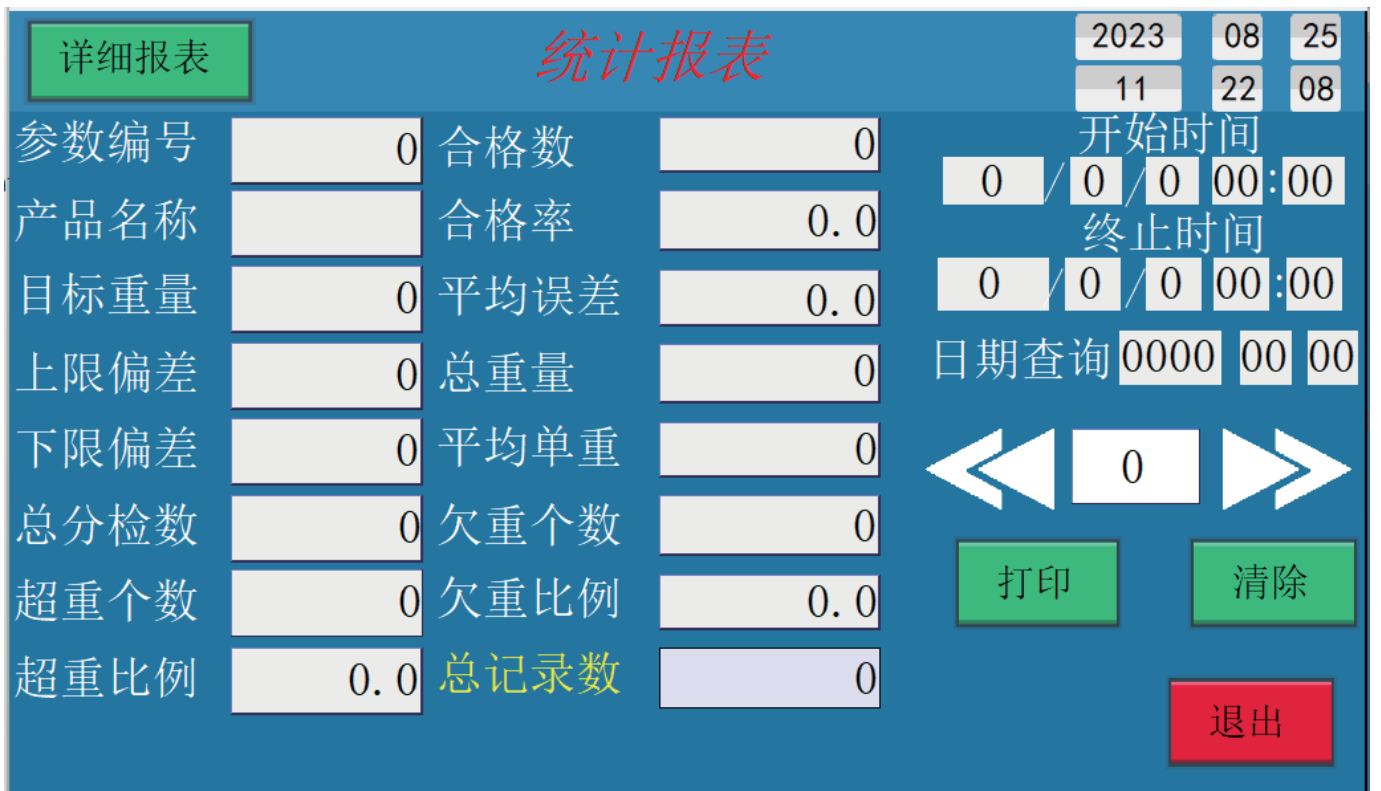 详细报表 统计报表 2023 08 25
11 22 08
参数编号 0 合格数 0 开始时间
0 / 0 / 0 00:00
产品名称 合格率 0.0 终止时间
目标重量 0 平均误差 0.0 0 / 0 / 0 00:00
上限偏差 0 总重量 0 日期查询 0000 00 00
下限偏差 0 平均单重 0 0
总分检数 0 欠重个数 0
超重个数 0 欠重比例 0.0 打印 清除
超重比例 0.0 总记录数 0
退出